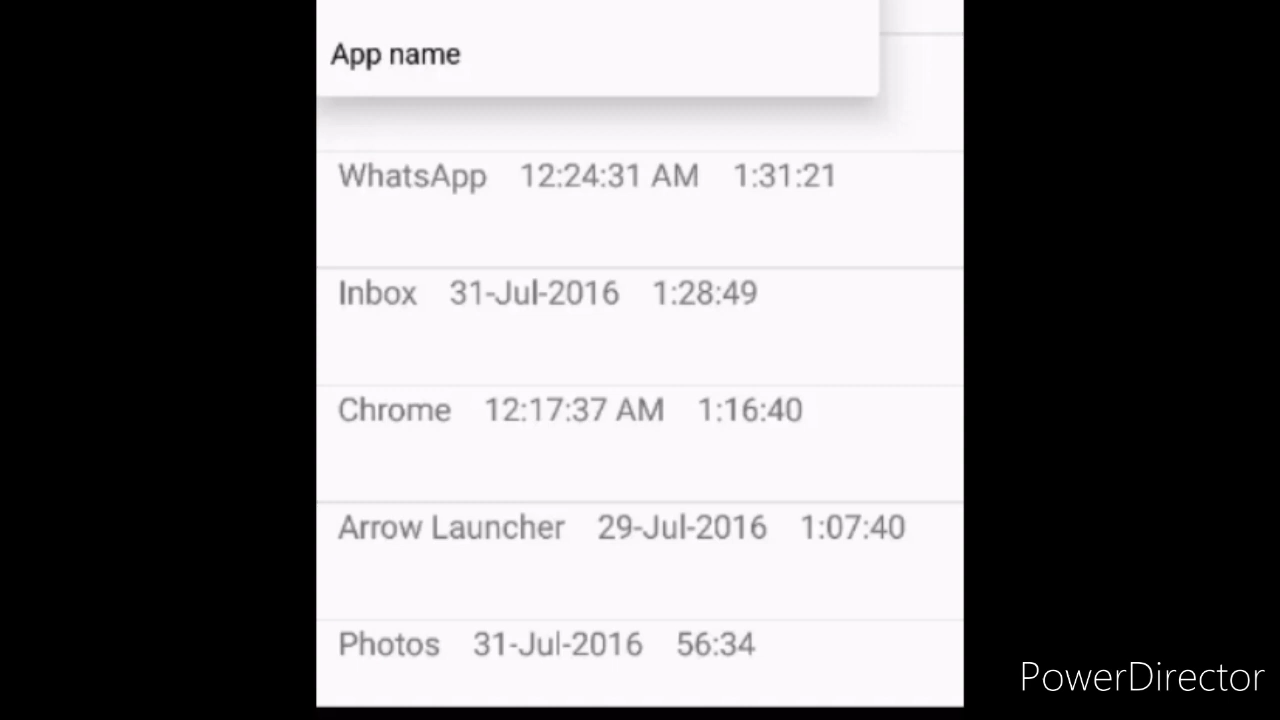 App name
WhatsApp 12:24:31 AM 1:31:21
Inbox 31-Jul-2016 1:28:49
Chrome 12:17:37 AM 1:16:40
Arrow Launcher 29-Jul-2016 1:07:40
Photos 31-Jul-2016 56:34
PowerDirector